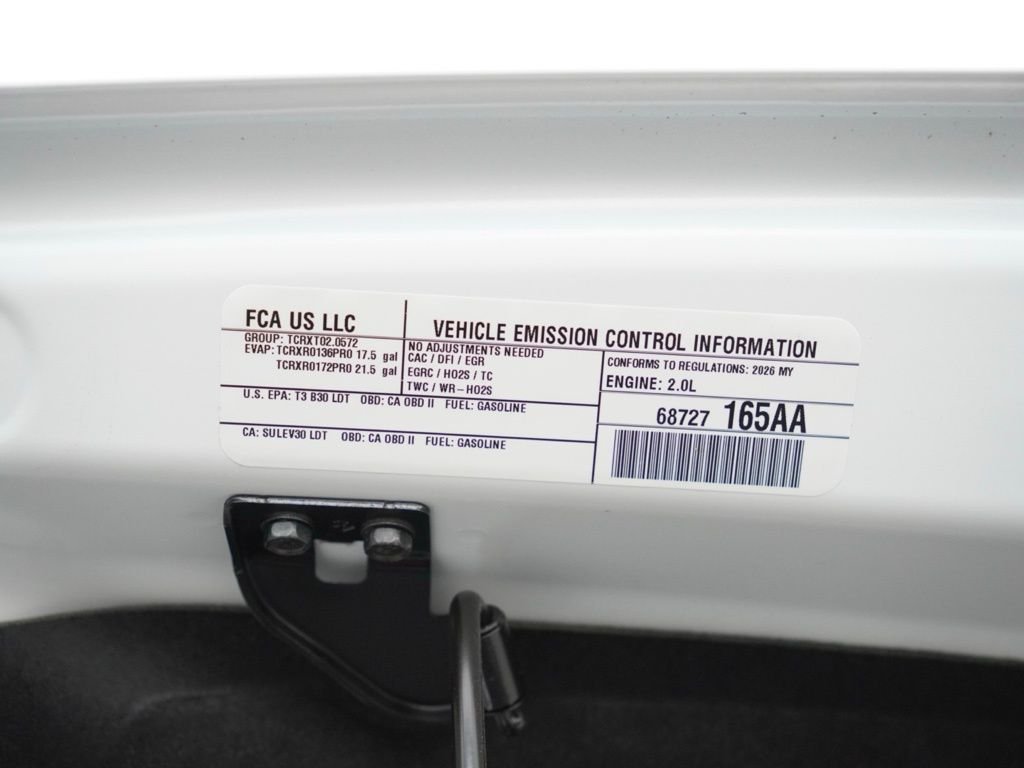 FCA US LLC
VEHICLE EMISSION CONTROL INFORMATION
GROUP: TCRXT02.0572
EVAP: TCRXR0136PR0 17.5 gal
TCRXR0172PR0 21.5 gal
NO ADJUSTMENTS NEEDED
CAC / DFI / EGR
EGRC / HO2S / TC
TWC / WR-HO2S
CONFORMS TO REGULATIONS: 2026 MY
ENGINE: 2.0L
U.S. EPA: T3 B30 LDT OBD: CA OBD II FUEL: GASOLINE
CA: SULEV30 LDT OBD: CA OBD II FUEL: GASOLINE
68727 165AA